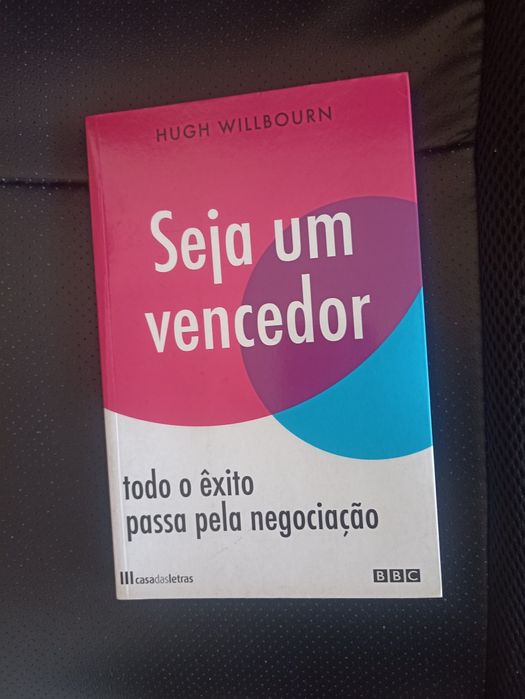 HUGH WILLBOURN
Seja um
vencedor
todo o êxito
passa pela negociação
casadasletras
BBC